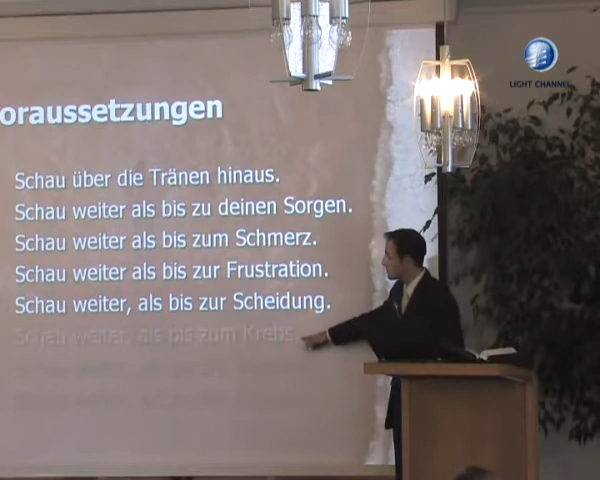 LIGHT CHANNEL
oraussetzungen
Schau über die Tränen hinaus.
Schau weiter als bis zu deinen Sorgen.
Schau weiter als bis zum Schmerz.
Schau weiter als bis zur Frustration.
Schau weiter, als bis zur Scheidung.
Schau weiter, als bis zum Krebs.